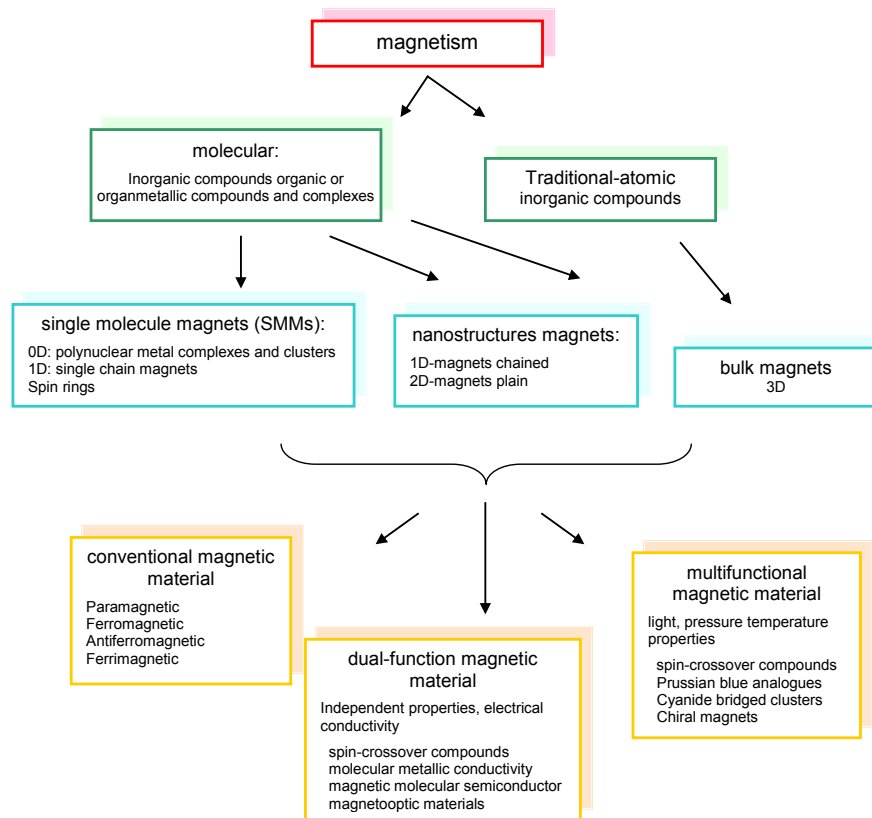 magnetism
molecular:
Inorganic compounds organic or
organmetallic compounds and complexes
Traditional-atomic
inorganic compounds
single molecule magnets (SMMs):
0D: polynuclear metal complexes and clusters
1D: single chain magnets
Spin rings
nanostructures magnets:
1D-magnets chained
2D-magnets plain
bulk magnets
3D
conventional magnetic
material
Paramagnetic
Ferromagnetic
Antiferromagnetic
Ferrimagnetic
dual-function magnetic
material
Independent properties, electrical
conductivity
spin-crossover compounds
molecular metallic conductivity
magnetic molecular semiconductor
magnetooptic materials
multifunctional
magnetic material
light, pressure temperature
properties
spin-crossover compounds
Prussian blue analogues
Cyanide bridged clusters
Chiral magnets